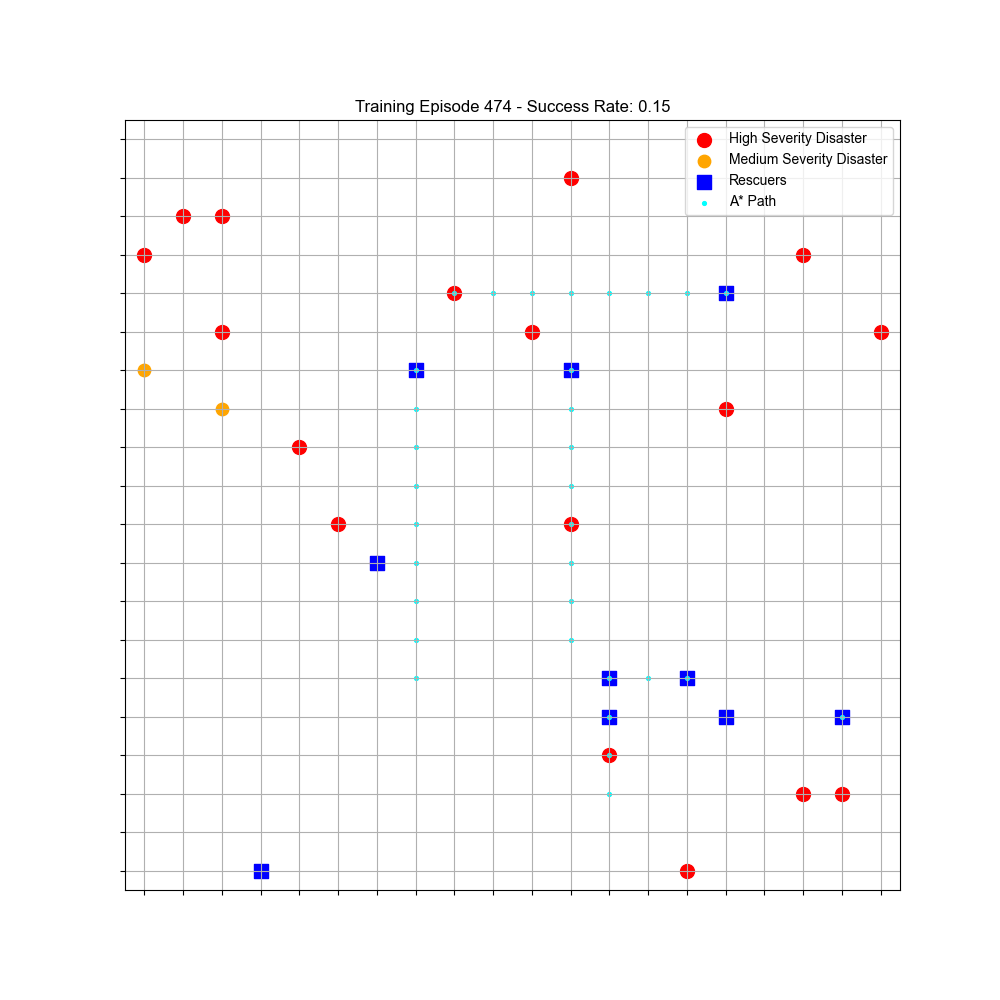 Training Episode 474 - Success Rate: 0.15
High Severity Disaster
Medium Severity Disaster
Rescuers
A* Path